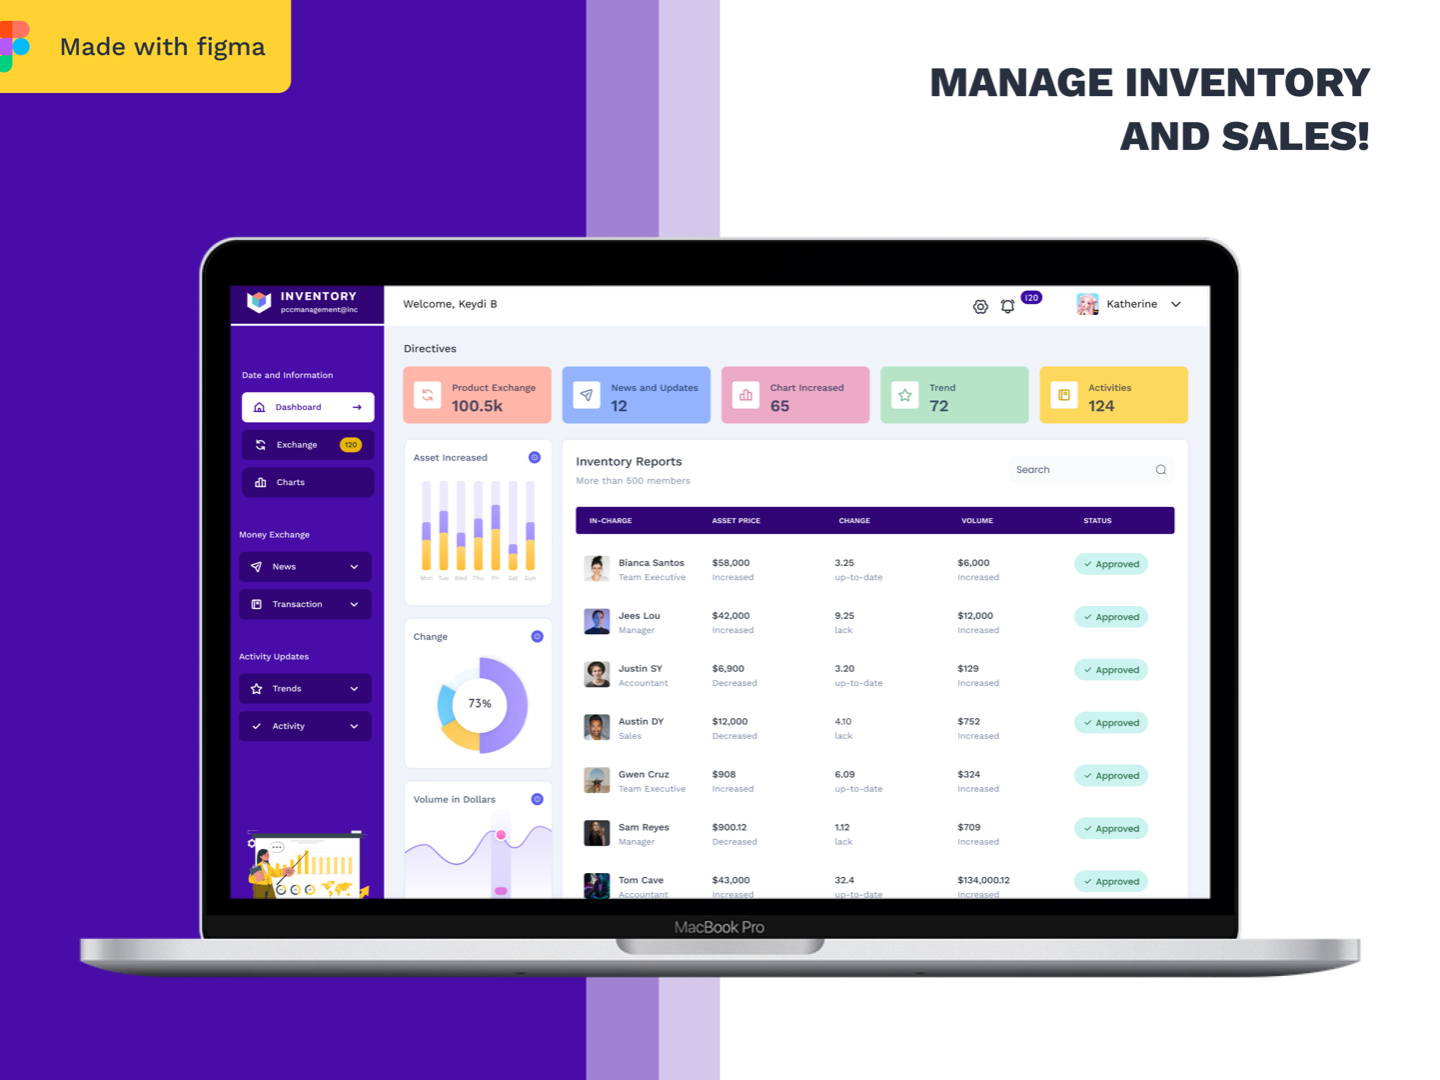 Made with figma
MANAGE INVENTORY
AND SALES!
INVENTORY
pccmanagement@inc
Welcome, Keydi B
120
Katherine
Date and Information
Dashboard
Exchange 120
Charts
Money Exchange
News
Transaction
Activity Updates
Trends
Activity
Directives
Product Exchange
100.5k
News and Updates
12
Chart Increased
65
Trend
72
Activities
124
Asset Increased
Mon Tue Wed Thu Fri Sat Sun
Change
73%
Volume in Dollars
Inventory Reports
More than 500 members
Search
IN-CHARGE ASSET PRICE CHANGE VOLUME STATUS
Bianca Santos $58,000 3.25 $6,000 Approved
Team Executive Increased up-to-date Increased
Jees Lou $42,000 9.25 $12,000 Approved
Manager Increased lack Increased
Justin SY $6,900 3.20 $129 Approved
Accountant Decreased up-to-date Increased
Austin DY $12,000 4.10 $752 Approved
Sales Decreased lack Increased
Gwen Cruz $908 6.09 $324 Approved
Team Executive Increased up-to-date Increased
Sam Reyes $900.12 1.12 $709 Approved
Manager Decreased lack Increased
Tom Cave $43,000 32.4 $134,000.12 Approved
Accountant Increased up-to-date Increased
MacBook Pro